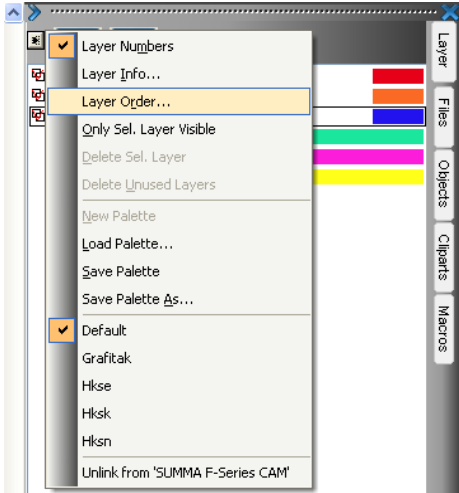 Layer Numbers
Layer Info...
Layer Order...
Only Sel. Layer Visible
Delete Sel. Layer
Delete Unused Layers
New Palette
Load Palette...
Save Palette
Save Palette As...
Default
Grafitak
Hkse
Hksk
Hksn
Unlink from 'SUMMA F-Series CAM'
Layer
Files
Objects
Cliparts
Macros